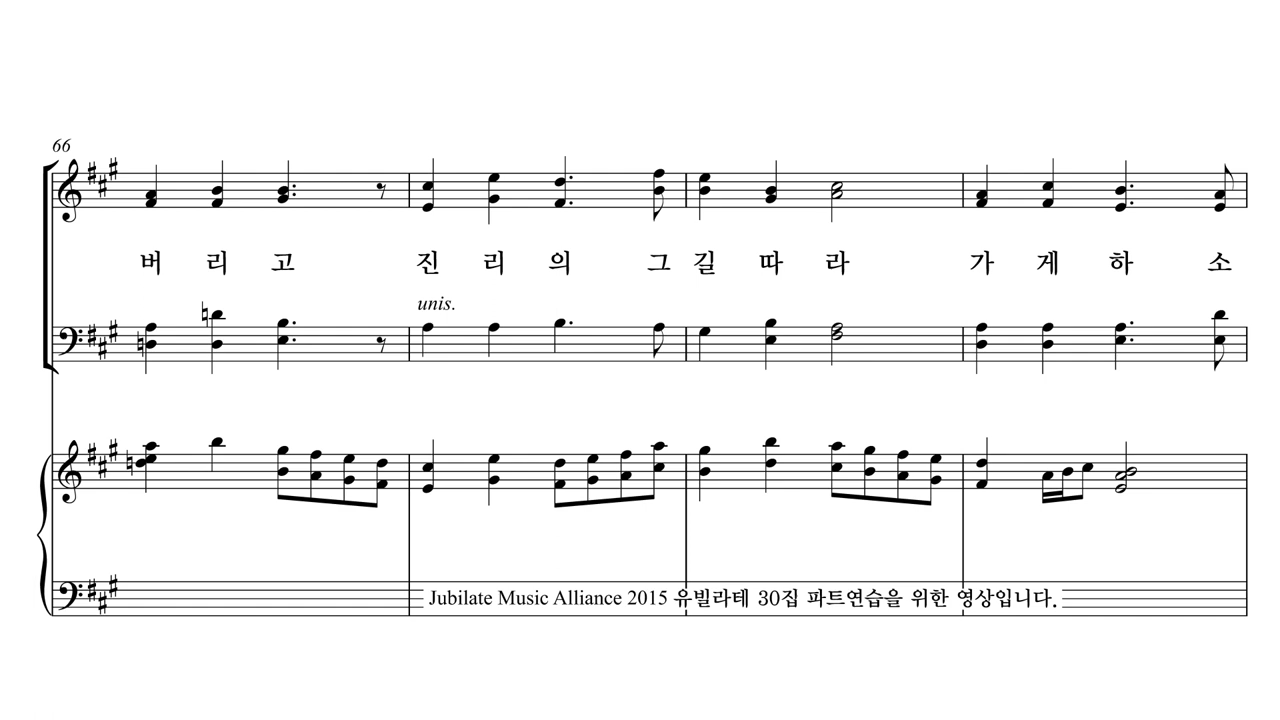 66
버 리 고 진 리 의 그 길 따 라 가 게 하 소
unis.
Jubilate Music Alliance 2015 유빌라테 30집 파트연습을 위한 영상입니다.